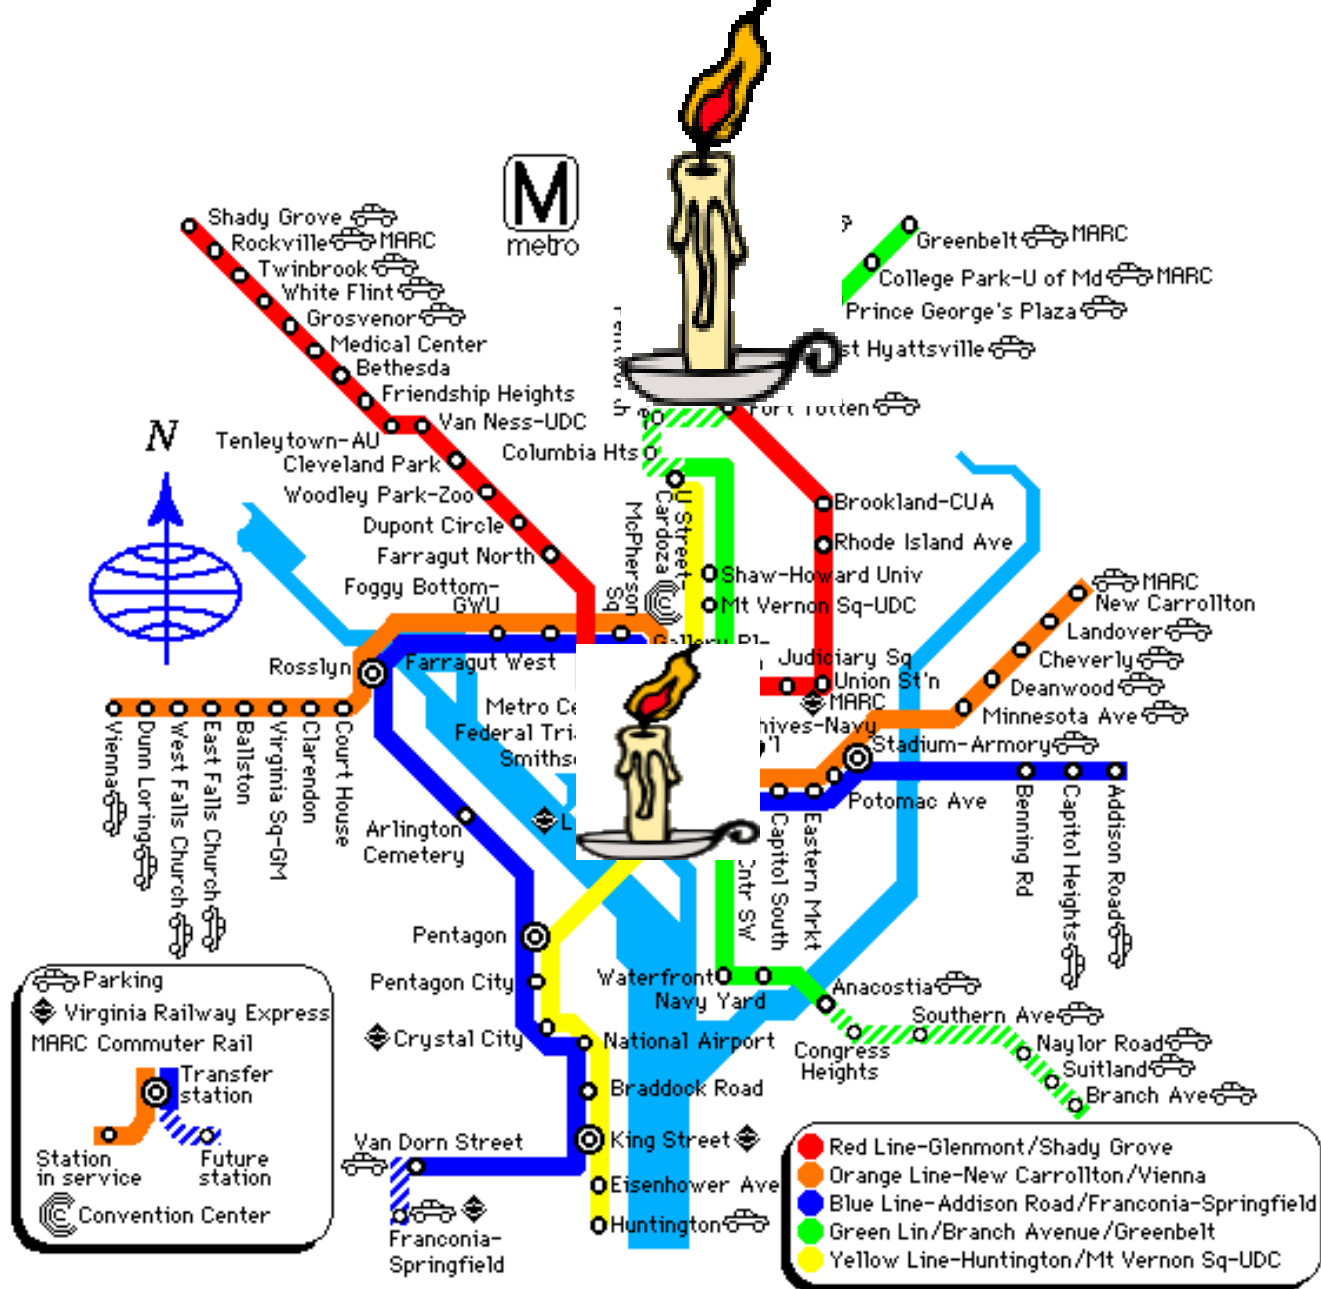 M
metro
Shady Grove
Rockville MARC
Twinbrook
White Flint
Grosvenor
Medical Center
Bethesda
Friendship Heights
Van Ness-UDC
Tenleytown-AU
Cleveland Park
Woodley Park-Zoo
Dupont Circle
Farragut North
Foggy Bottom-
GWU
Greenbelt MARC
College Park-U of Md MARC
Prince George's Plaza
Hyattsville
Fort Totten
Columbia Hts
U Street-
Cardoza
McPherson
Sq
Brookland-CUA
Rhode Island Ave
Shaw-Howard Univ
Mt Vernon Sq-UDC
N
MARC
New Carrollton
Landover
Cheverly
Deanwood
Minnesota Ave
Judiciary Sq
Union St'n
MARC
Stadium-Armory
Potomac Ave
Rosslyn
Farragut West
Metro
Federal
Vienna
Dunn Loring
West Falls Church
East Falls Church
Ballston
Virginia Sq-GM
Clarendon
Court House
Arlington
Cemetery
Capitol South
Eastern Mrkt
Benning Rd
Capitol Heights
Addison Road
Pentagon
Pentagon City
Crystal City
National Airport
Braddock Road
King Street
Eisenhower Ave
Huntington
Van Dorn Street
Franconia-
Springfield
SW
Waterfront
Navy Yard
Anacostia
Congress
Heights
Southern Ave
Naylor Road
Suitland
Branch Ave
Parking
Virginia Railway Express
MARC Commuter Rail
Transfer
station
Station
in service
Future
station
Convention Center
Red Line-Glenmont/Shady Grove
Orange Line-New Carrollton/Vienna
Blue Line-Addison Road/Franconia-Springfield
Green Lin/Branch Avenue/Greenbelt
Yellow Line-Huntington/Mt Vernon Sq-UDC